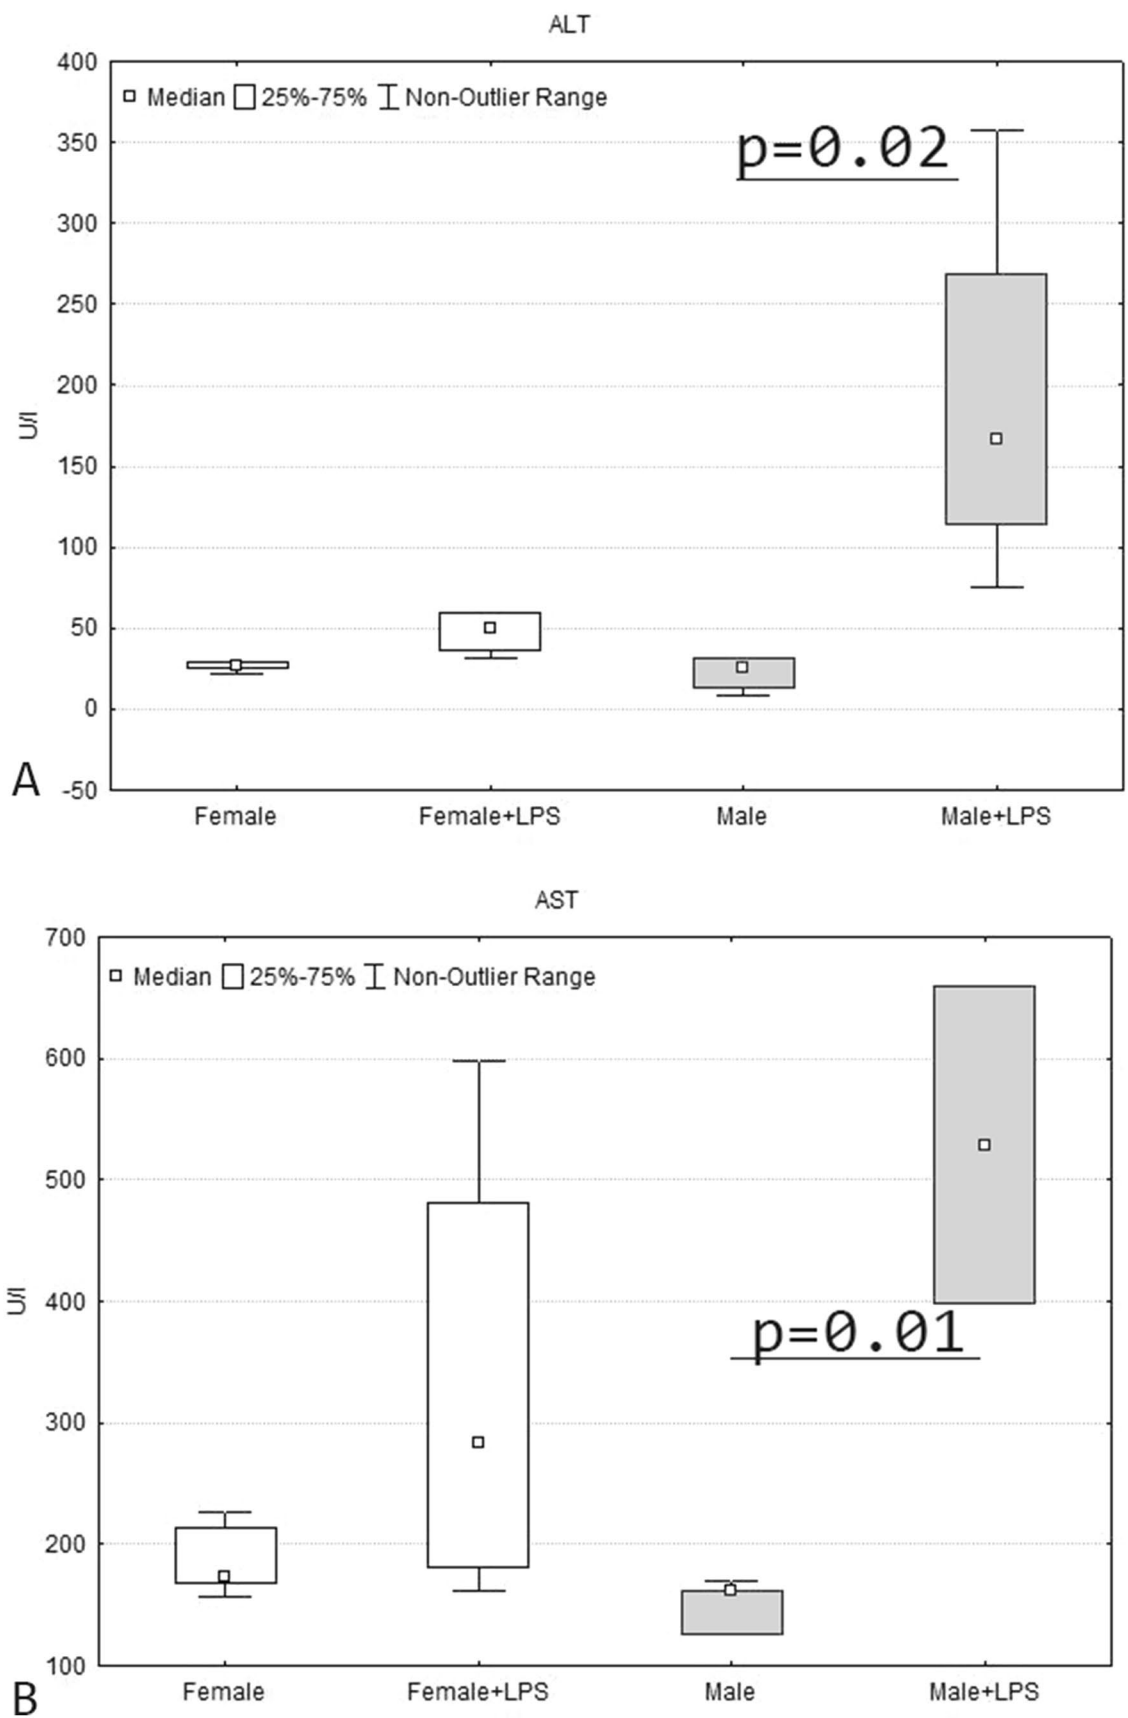 ALT
400
Median 25%-75% Non-Outlier Range
350
p=0.02
300
250
200
U/l
150
100
50
0
A
-50
Female Female+LPS Male Male+LPS
AST
700
Median 25%-75% Non-Outlier Range
600
500
U/l
400
p=0.01
300
200
100
B
Female Female+LPS Male Male+LPS